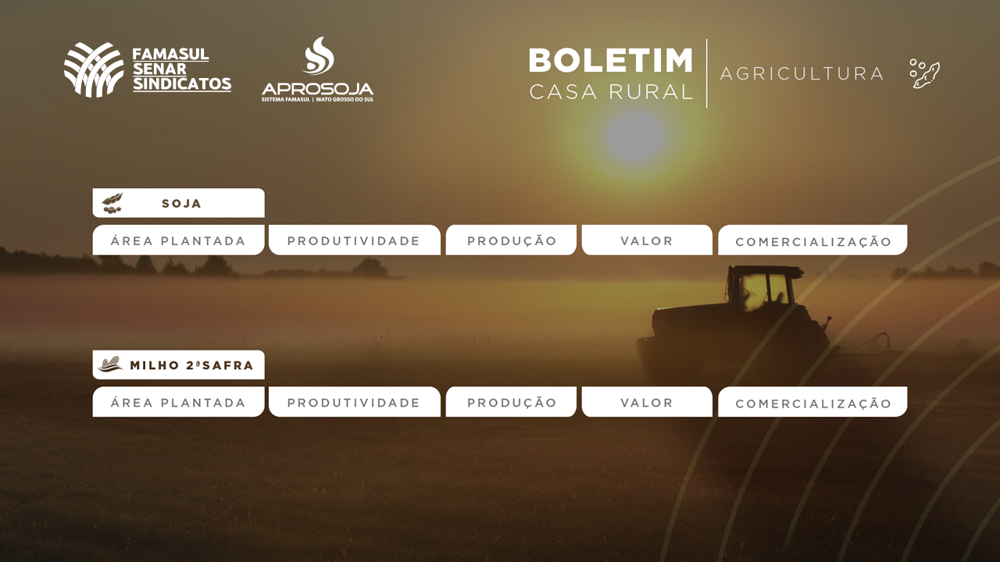 FAMASUL
SENAR
SINDICATOS
APROSOJA
SISTEMA FAMASUL | MATO GROSSO DO SUL
BOLETIM
CASA RURAL
AGRICULTURA
SOJA
ÁREA PLANTADA PRODUTIVIDADE PRODUÇÃO VALOR COMERCIALIZAÇÃO
MILHO 2ªSAFRA
ÁREA PLANTADA PRODUTIVIDADE PRODUÇÃO VALOR COMERCIALIZAÇÃO